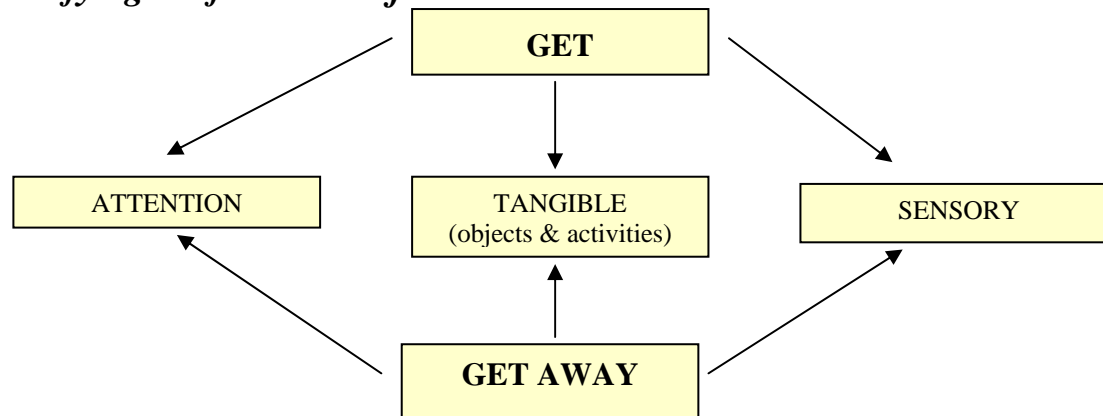 GET
ATTENTION
TANGIBLE
(objects & activities)
SENSORY
GET AWAY